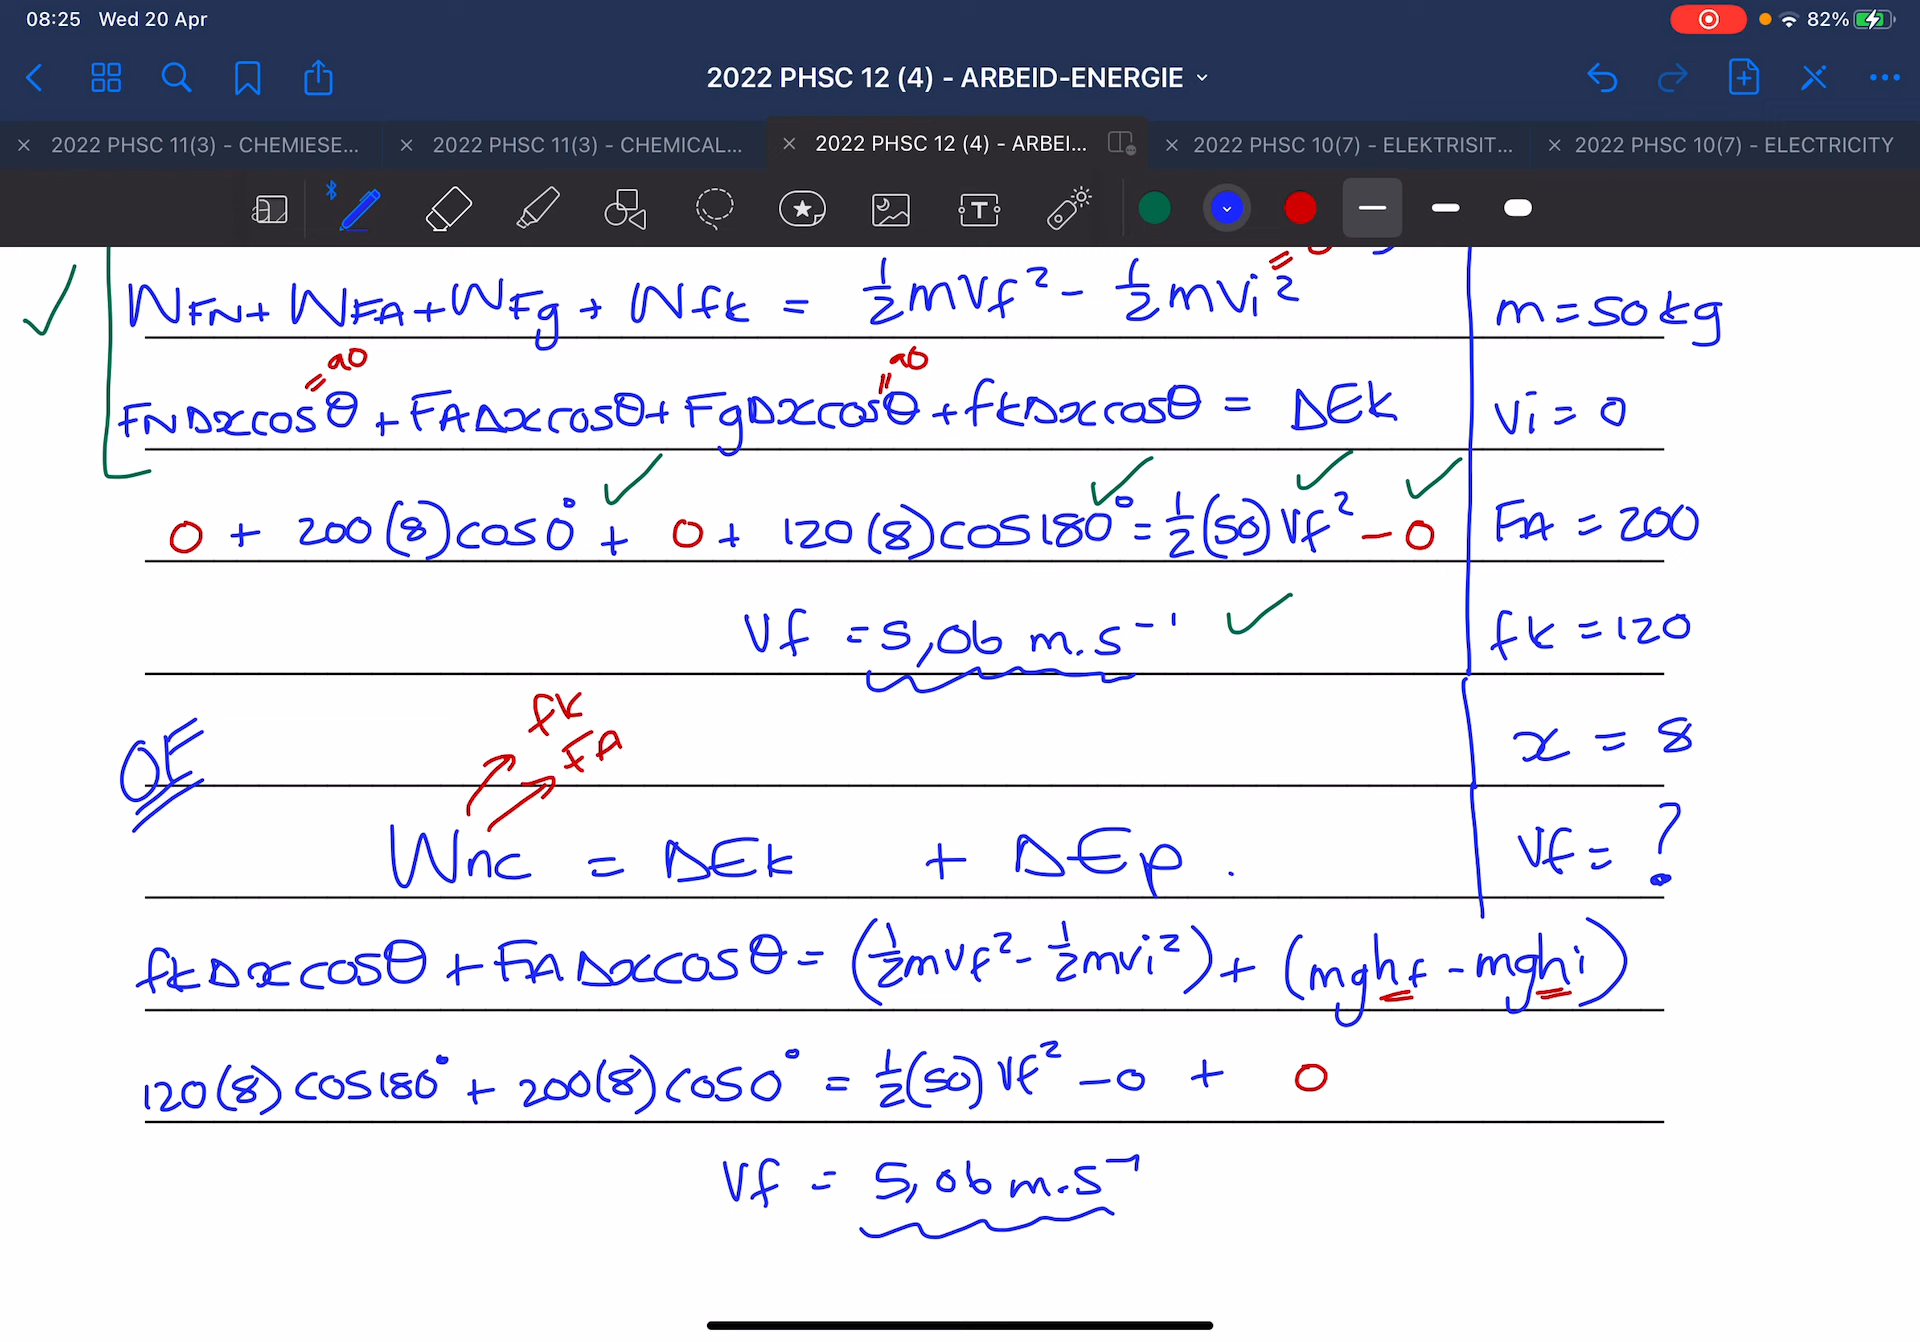 08:25 Wed 20 Apr 82%
2022 PHSC 12 (4) - ARBEID-ENERGIE
2022 PHSC 11(3) - CHEMIESE... 2022 PHSC 11(3) - CHEMICAL... 2022 PHSC 12 (4) - ARBEI... 2022 PHSC 10(7) - ELEKTRISIT... 2022 PHSC 10(7) - ELECTRICITY
WFN + WFA + WFg + Wfk = ½mvf² - ½mvi²
m = 50 kg
=90 =90
FNΔxcosθ + FAΔxcosθ + FgΔxcosθ + fkΔxcosθ = ΔEk
vi = 0
0 + 200(8)cos0° + 0 + 120(8)cos180° = ½(50)vf² - 0
FA = 200
vf = 5,06 m.s⁻¹
fk = 120
fk
FA
OF
x = 8
Wnc = ΔEk + ΔEp.
vf = ?
fkΔxcosθ + FAΔxcosθ = (½mvf² - ½mvi²) + (mghf - mghi)
120(8)cos180° + 200(8)cos0° = ½(50)vf² - 0 + 0
vf = 5,06 m.s⁻¹